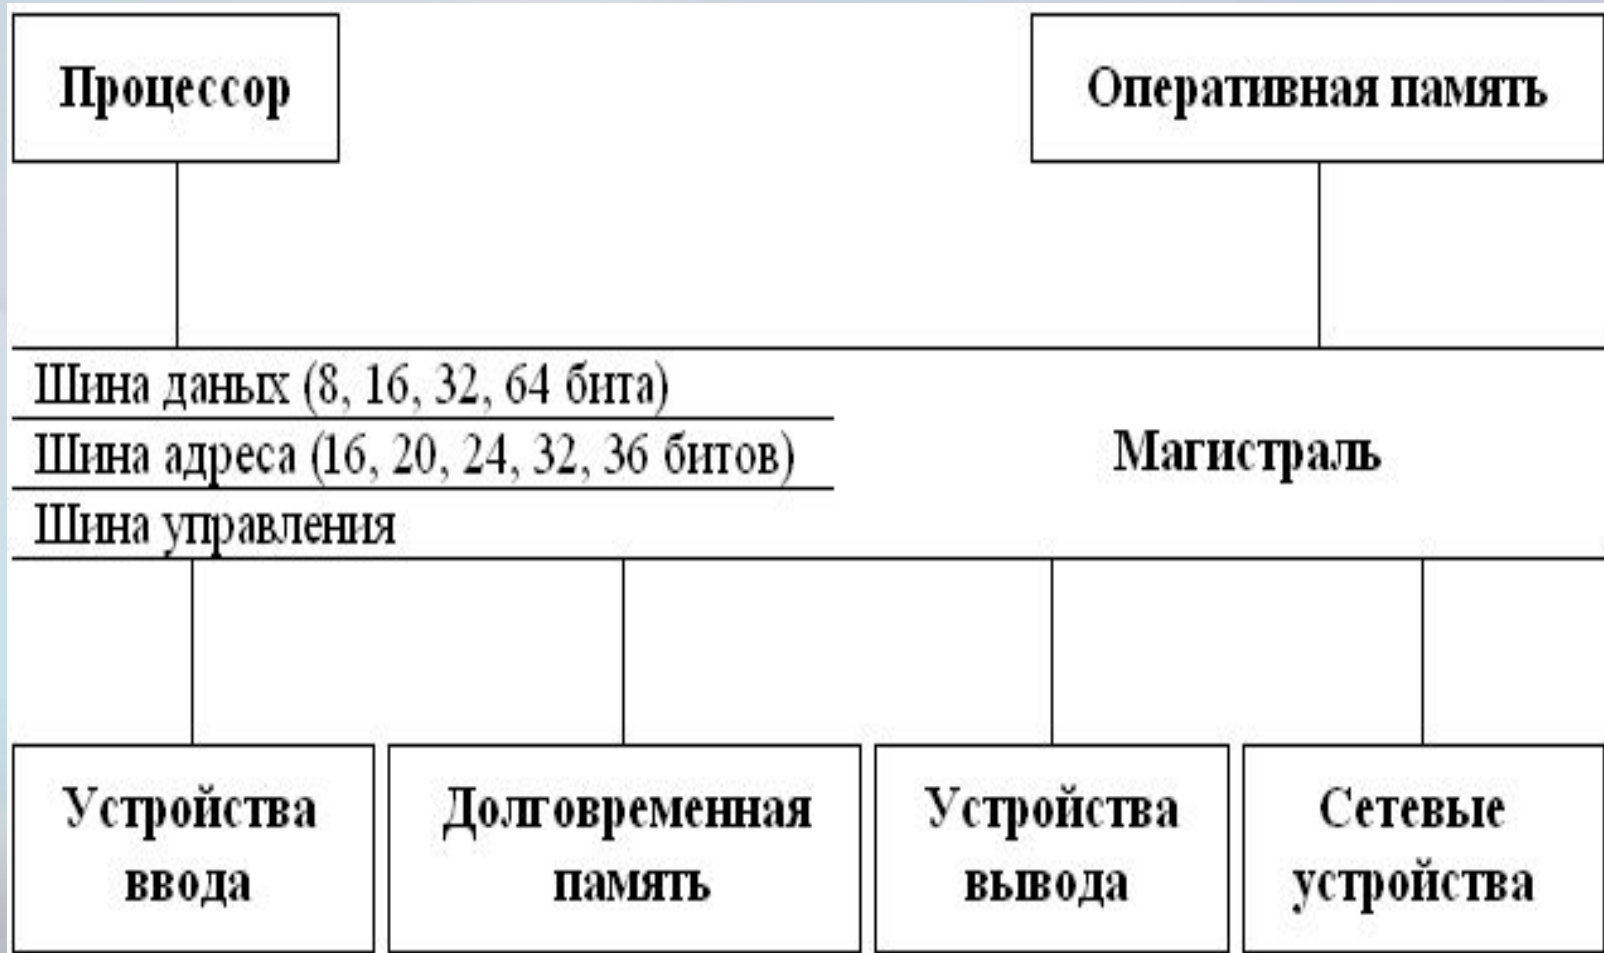 Процессор
Оперативная память
Шина даных (8, 16, 32, 64 бита)
Шина адреса (16, 20, 24, 32, 36 битов)
Магистраль
Шина управления
Устройства
ввода
Долговременная
память
Устройства
вывода
Сетевые
устройства